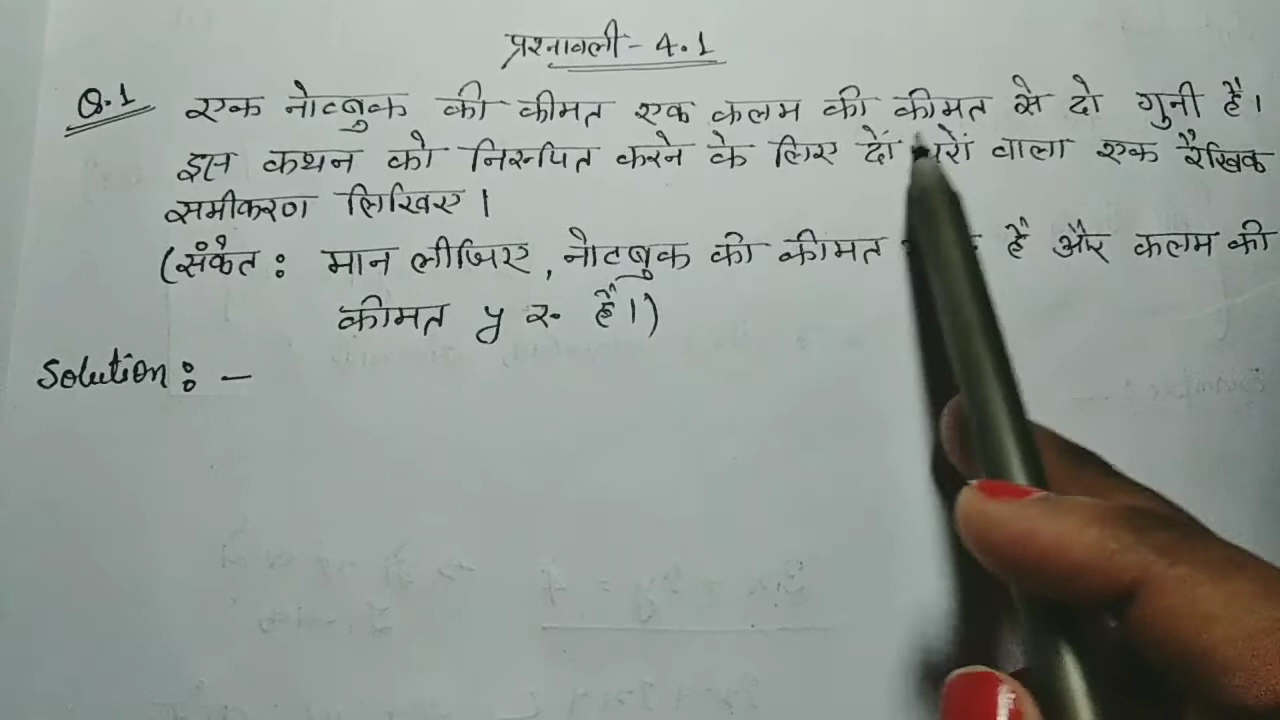 प्रश्नावली - 4.1
Q.1 एक नोटबुक की कीमत एक कलम की कीमत से दो गुनी है।
इस कथन को निरूपित करने के लिए दों वाला एक रैखिक
समीकरण लिखिए।
(संकेत: मान लीजिए, नोटबुक की कीमत है और कलम की
कीमत y रु. है।)
Solution: -